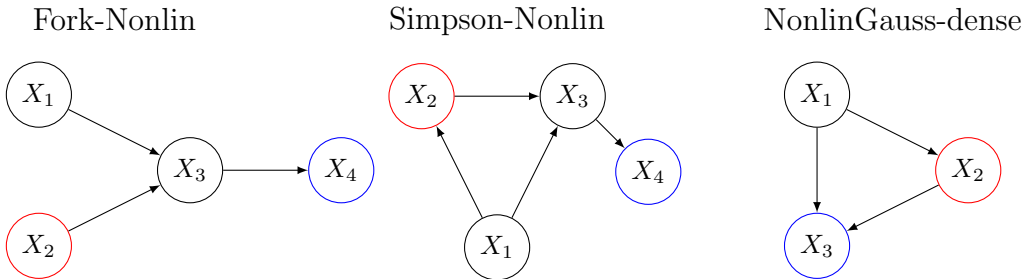 Fork-Nonlin
Simpson-Nonlin
NonlinGauss-dense
X₁
X₂
X₃
X₄
X₂
X₃
X₄
X₁
X₁
X₂
X₃